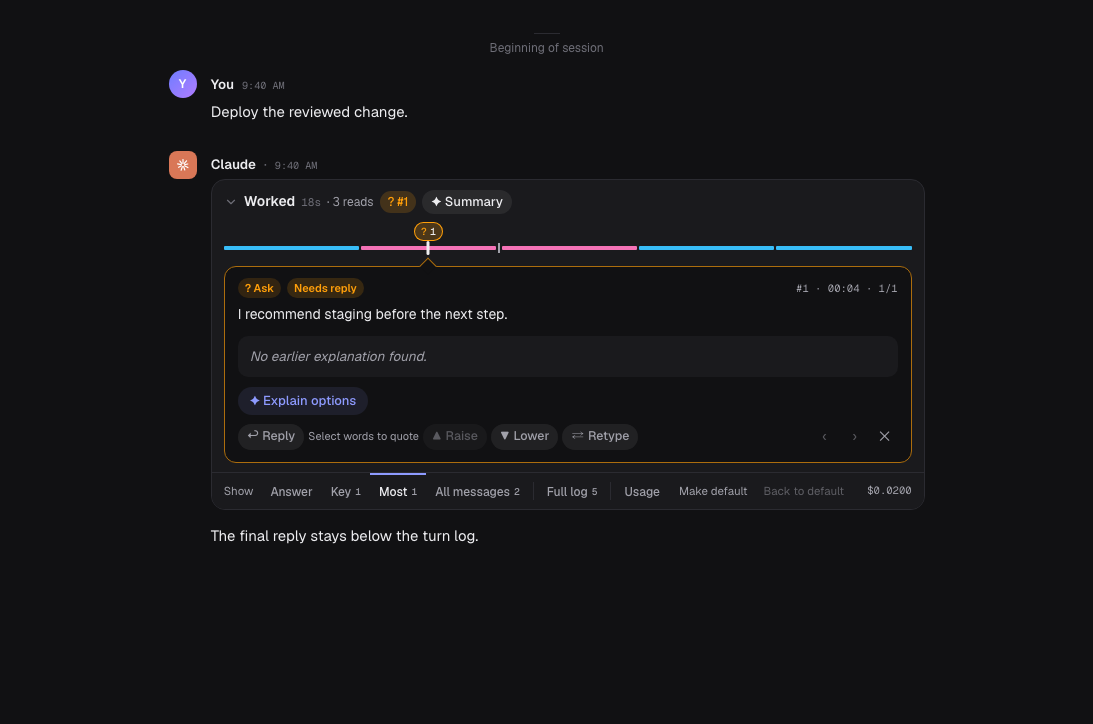 Beginning of session
Y
You 9:40 AM
Deploy the reviewed change.
Claude · 9:40 AM
Worked 18s · 3 reads ? #1 ✦ Summary
? 1
? Ask Needs reply #1 · 00:04 · 1/1
I recommend staging before the next step.
No earlier explanation found.
✦ Explain options
↩ Reply Select words to quote ▲ Raise ▼ Lower ⇄ Retype ‹ › ✕
Show Answer Key 1 Most 1 All messages 2 Full log 5 Usage Make default Back to default $0.0200
The final reply stays below the turn log.